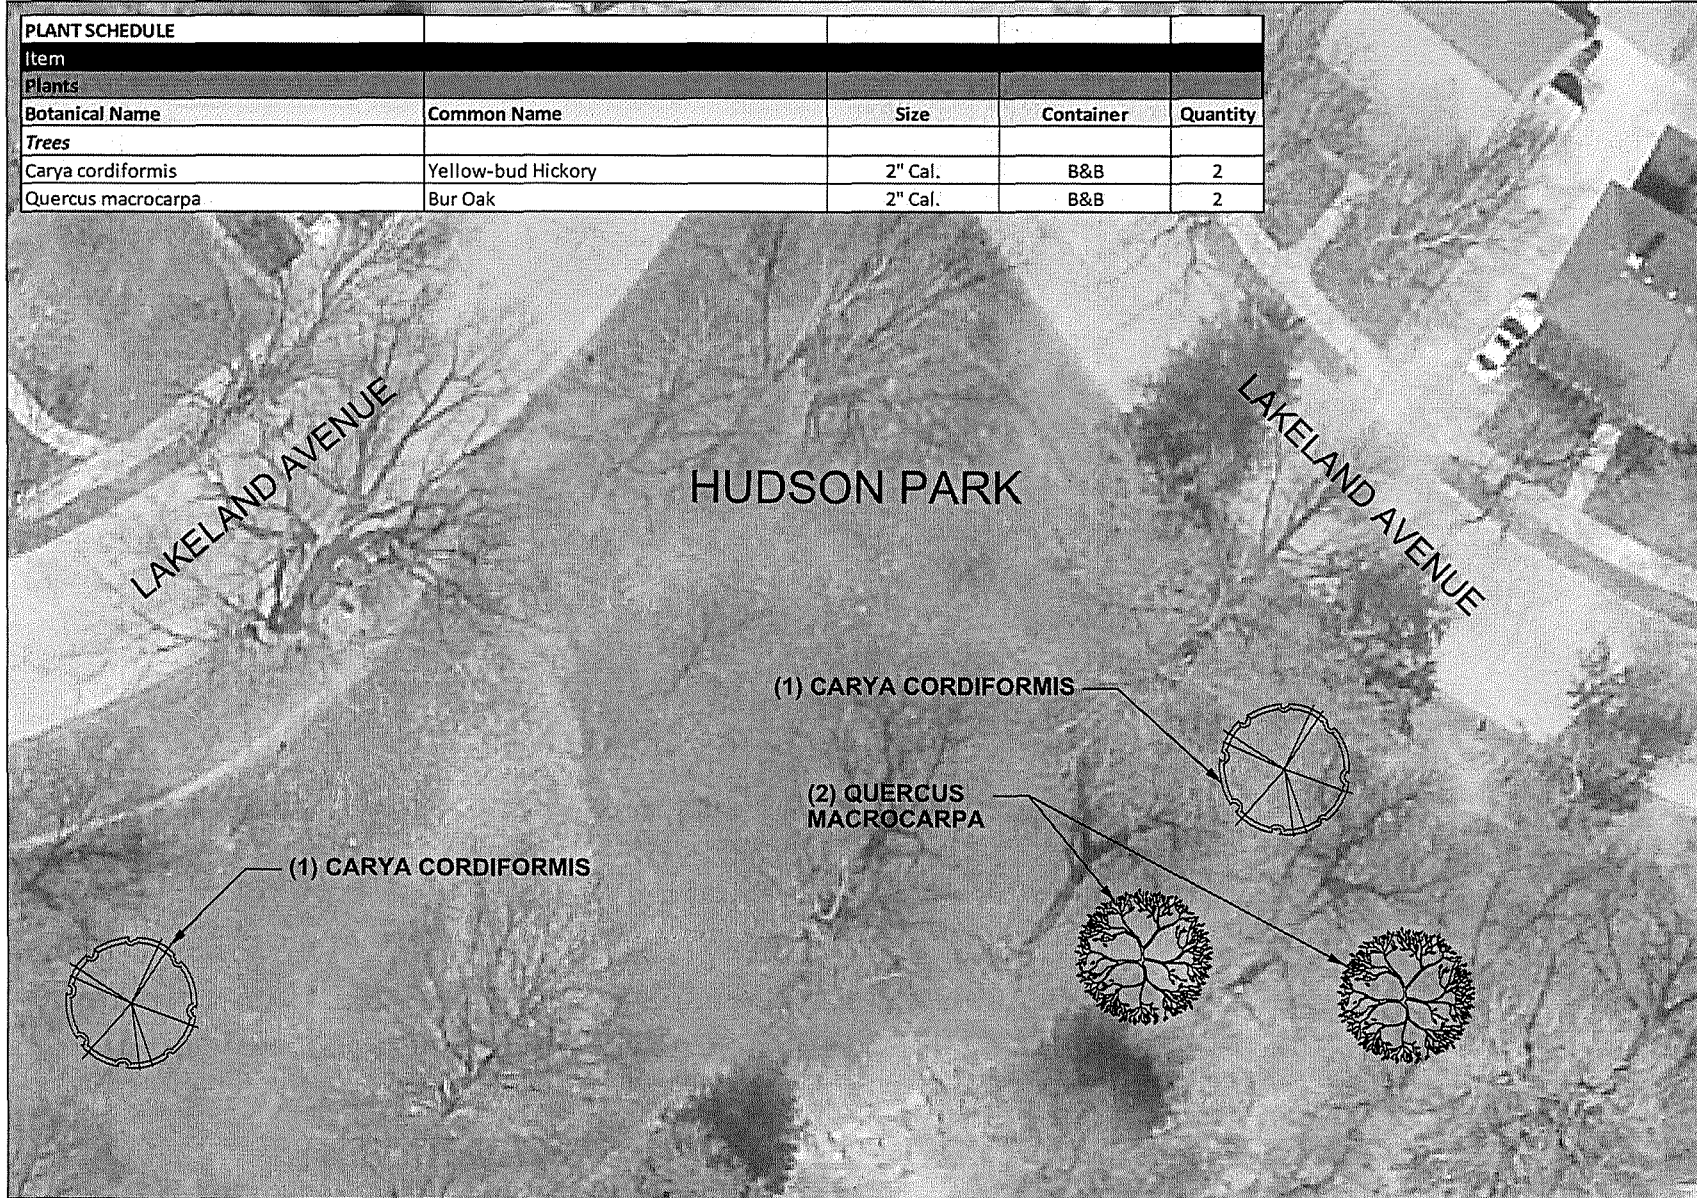 PLANT SCHEDULE
Item
Plants
Botanical Name Common Name Size Container Quantity
Trees
Carya cordiformis Yellow-bud Hickory 2" Cal. B&B 2
Quercus macrocarpa Bur Oak 2" Cal. B&B 2
LAKELAND AVENUE
HUDSON PARK
LAKELAND AVENUE
(1) CARYA CORDIFORMIS
(2) QUERCUS
MACROCARPA
(1) CARYA CORDIFORMIS